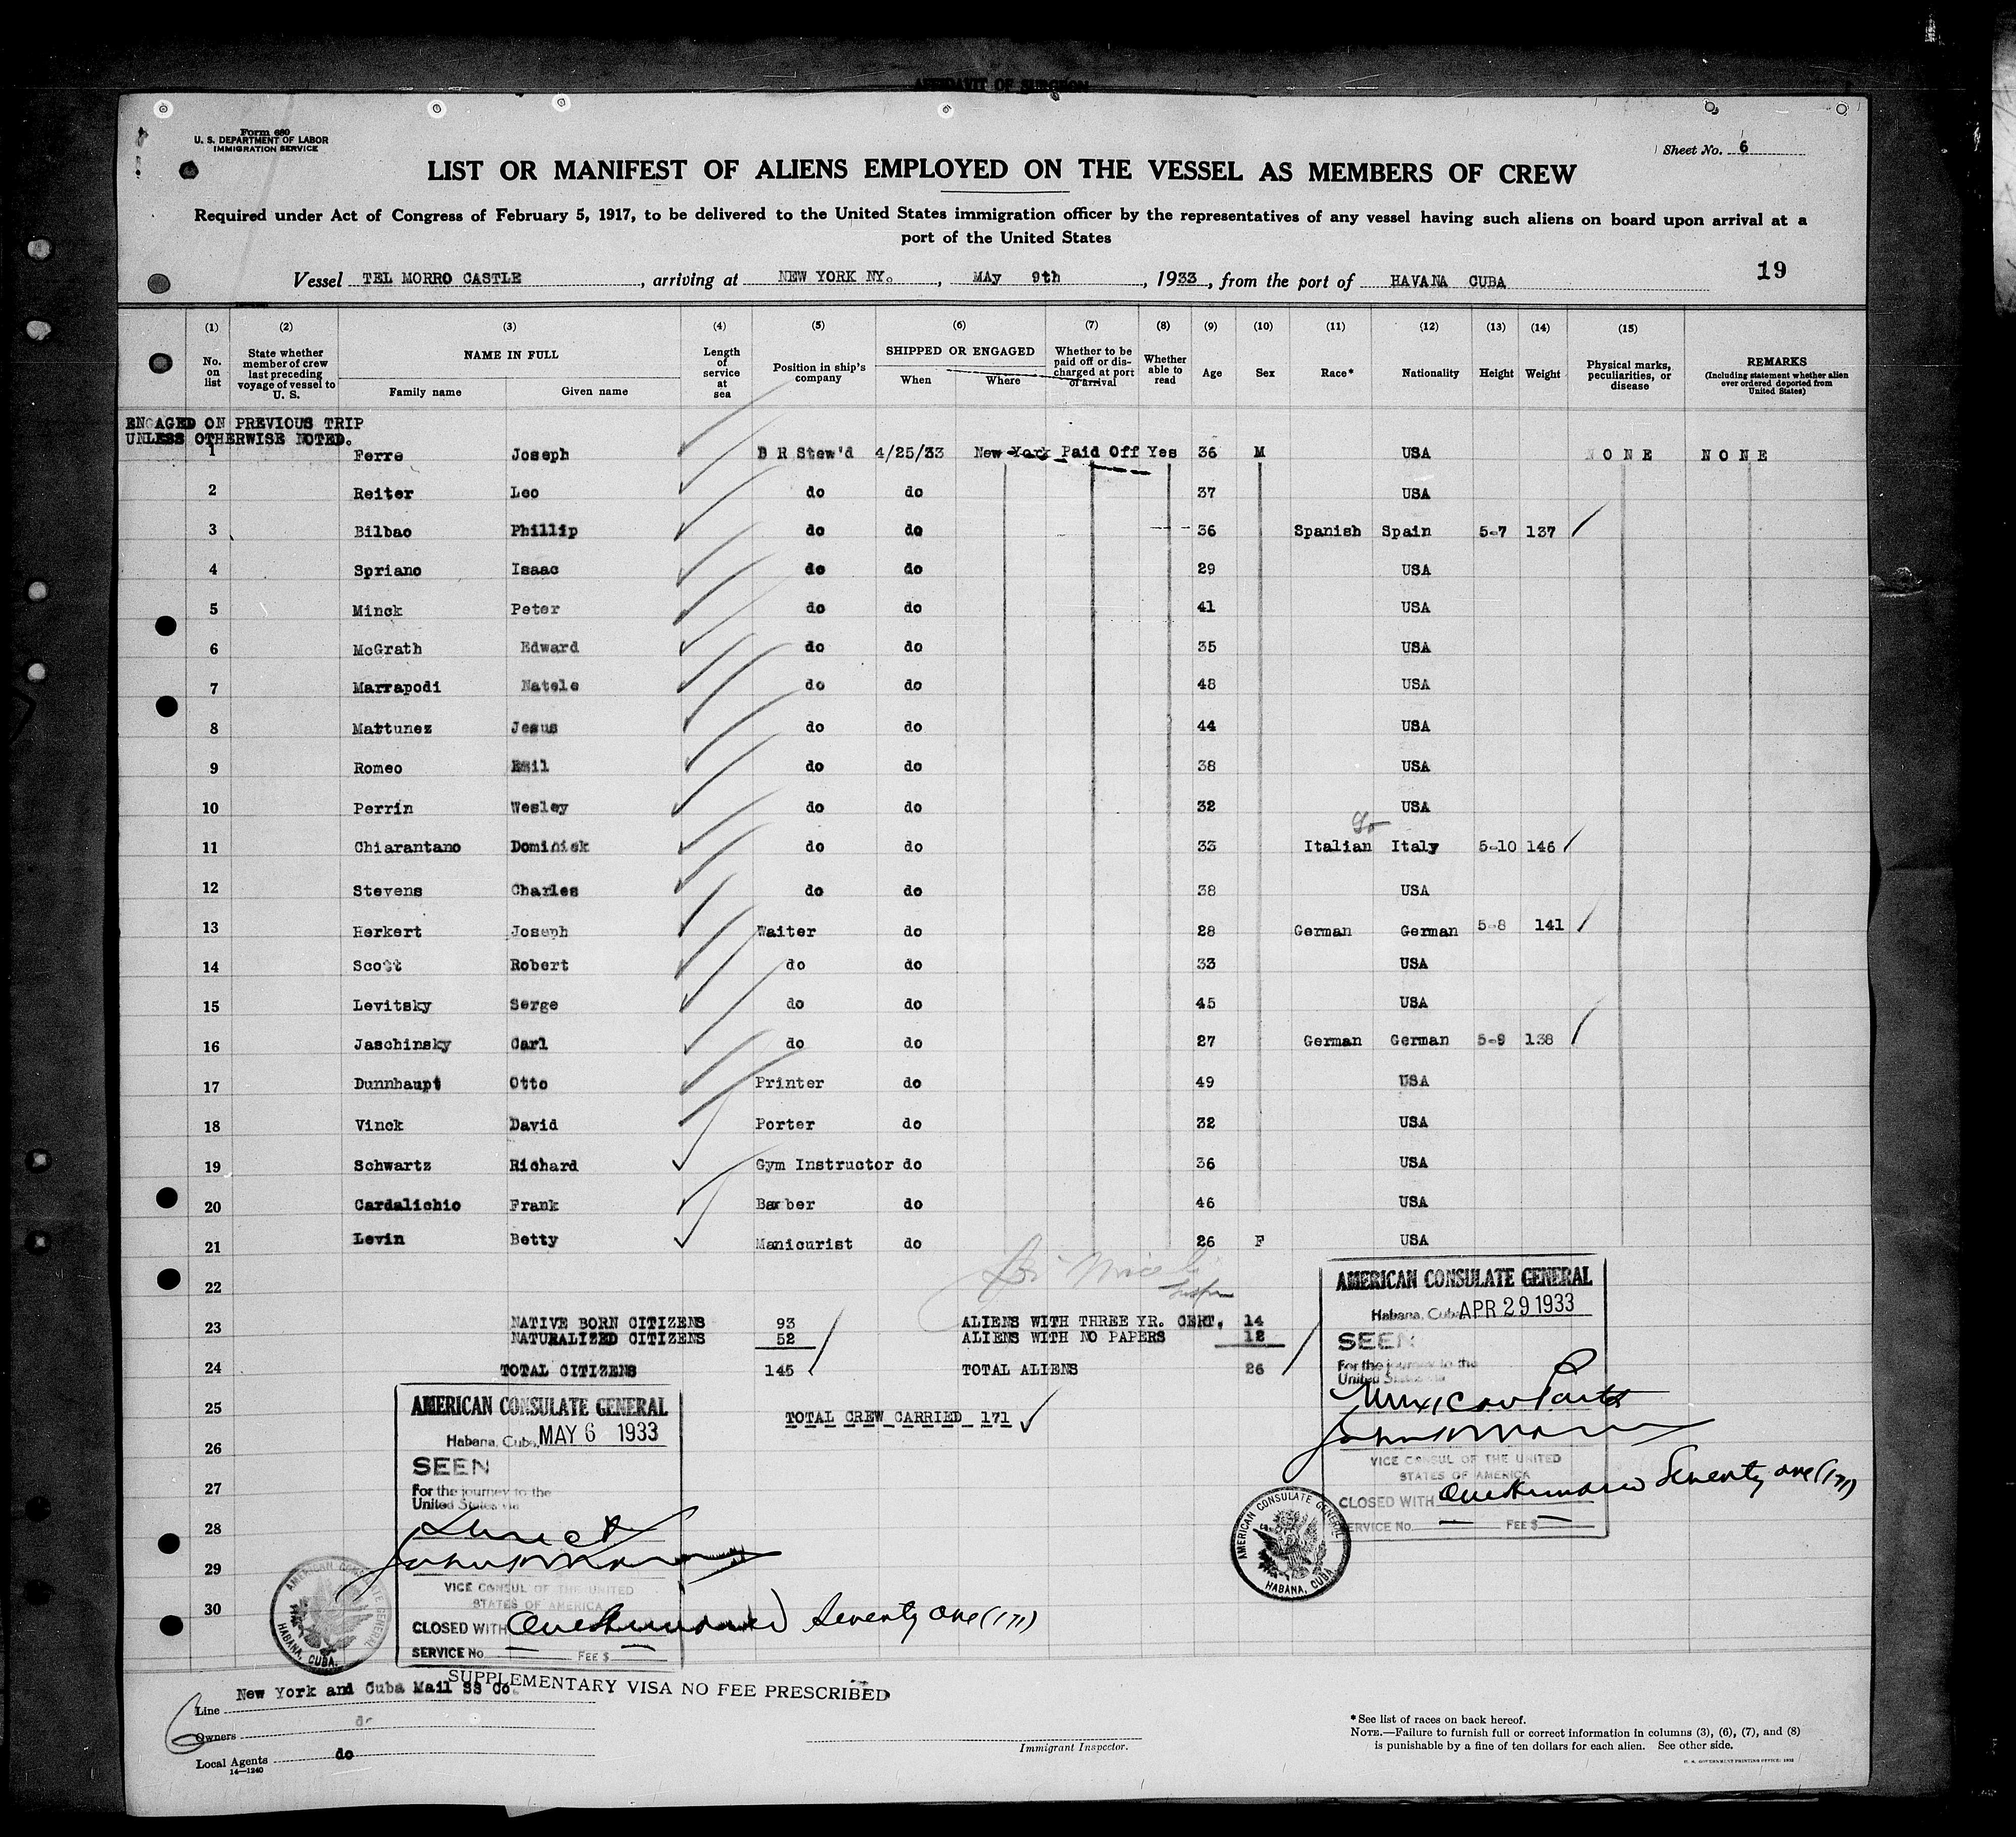 AFFIDAVIT OF SURGEON
Form 680
U. S. DEPARTMENT OF LABOR
IMMIGRATION SERVICE
Sheet No. 6
LIST OR MANIFEST OF ALIENS EMPLOYED ON THE VESSEL AS MEMBERS OF CREW
Required under Act of Congress of February 5, 1917, to be delivered to the United States immigration officer by the representatives of any vessel having such aliens on board upon arrival at a
port of the United States
Vessel TEL MORRO CASTLE, arriving at NEW YORK NY., MAy 9th, 1933, from the port of HAVANA CUBA
19
(1) (2) (3) (4) (5) (6) (7) (8) (9) (10) (11) (12) (13) (14) (15)
No. on list
State whether member of crew last preceding voyage of vessel to U. S.
NAME IN FULL
Family name Given name
Length of service at sea
Position in ship's company
SHIPPED OR ENGAGED
When Where
Whether to be paid off or discharged at port of arrival
Whether able to read
Age
Sex
Race*
Nationality
Height
Weight
Physical marks, peculiarities, or disease
REMARKS
(Including statement whether alien ever ordered deported from United States)
ENGAGED ON PREVIOUS TRIP
UNLESS OTHERWISE NOTED.
1 Ferre Joseph B R Stew'd 4/25/33 New York Paid Off Yes 36 M USA NONE NONE
2 Reiter Leo do do 37 USA
3 Bilbao Phillip do do 36 Spanish Spain 5-7 137
4 Spriano Isaac do do 29 USA
5 Minck Peter do do 41 USA
6 McGrath Edward do do 35 USA
7 Marrapodi Natele do do 48 USA
8 Martunez Jesus do do 44 USA
9 Romeo Emil do do 38 USA
10 Perrin Wesley do do 32 USA
So
11 Chiarantano Dominick do do 33 Italian Italy 5-10 146
12 Stevens Charles do do 38 USA
13 Herkert Joseph Waiter do 28 German German 5-8 141
14 Scott Robert do do 33 USA
15 Levitsky Serge do do 45 USA
16 Jaschinsky Carl do do 27 German German 5-9 138
17 Dunnhaupt Otto Printer do 49 USA
18 Vinck David Porter do 32 USA
19 Schwartz Richard Gym Instructor do 36 USA
20 Cardalichio Frank Barber do 46 USA
21 Levin Betty Manicurist do 26 F USA
22
23 NATIVE BORN CITIZENS 93 ALIENS WITH THREE YR. CERT. 14
NATURALIZED CITIZENS 52 ALIENS WITH NO PAPERS 12
24 TOTAL CITIZENS 145 TOTAL ALIENS 26
25 TOTAL CREW CARRIED 171
26
27
28
29
30
AMERICAN CONSULATE GENERAL
Habana, Cuba, APR 29 1933
SEEN
For the journey to the
United States via
Mexican Ports
VICE CONSUL OF THE UNITED
STATES OF AMERICA
CLOSED WITH One Hundred Seventy one (171)
SERVICE No. FEE $
AMERICAN CONSULATE GENERAL
HABANA, CUBA.
AMERICAN CONSULATE GENERAL
Habana, Cuba, MAY 6 1933
SEEN
For the journey to the
United States via
Direct
VICE CONSUL OF THE UNITED
STATES OF AMERICA
CLOSED WITH One Hundred Seventy one (171)
SERVICE No FEE $
AMERICAN CONSULATE GENERAL
HABANA, CUBA.
SUPPLEMENTARY VISA NO FEE PRESCRIBED
Line New York and Cuba Mail SS Co.
Owners do
Local Agents do
14—1240
Immigrant Inspector.
*See list of races on back hereof.
NOTE.—Failure to furnish full or correct information in columns (3), (6), (7), and (8)
is punishable by a fine of ten dollars for each alien. See other side.
U. S. GOVERNMENT PRINTING OFFICE: 1932